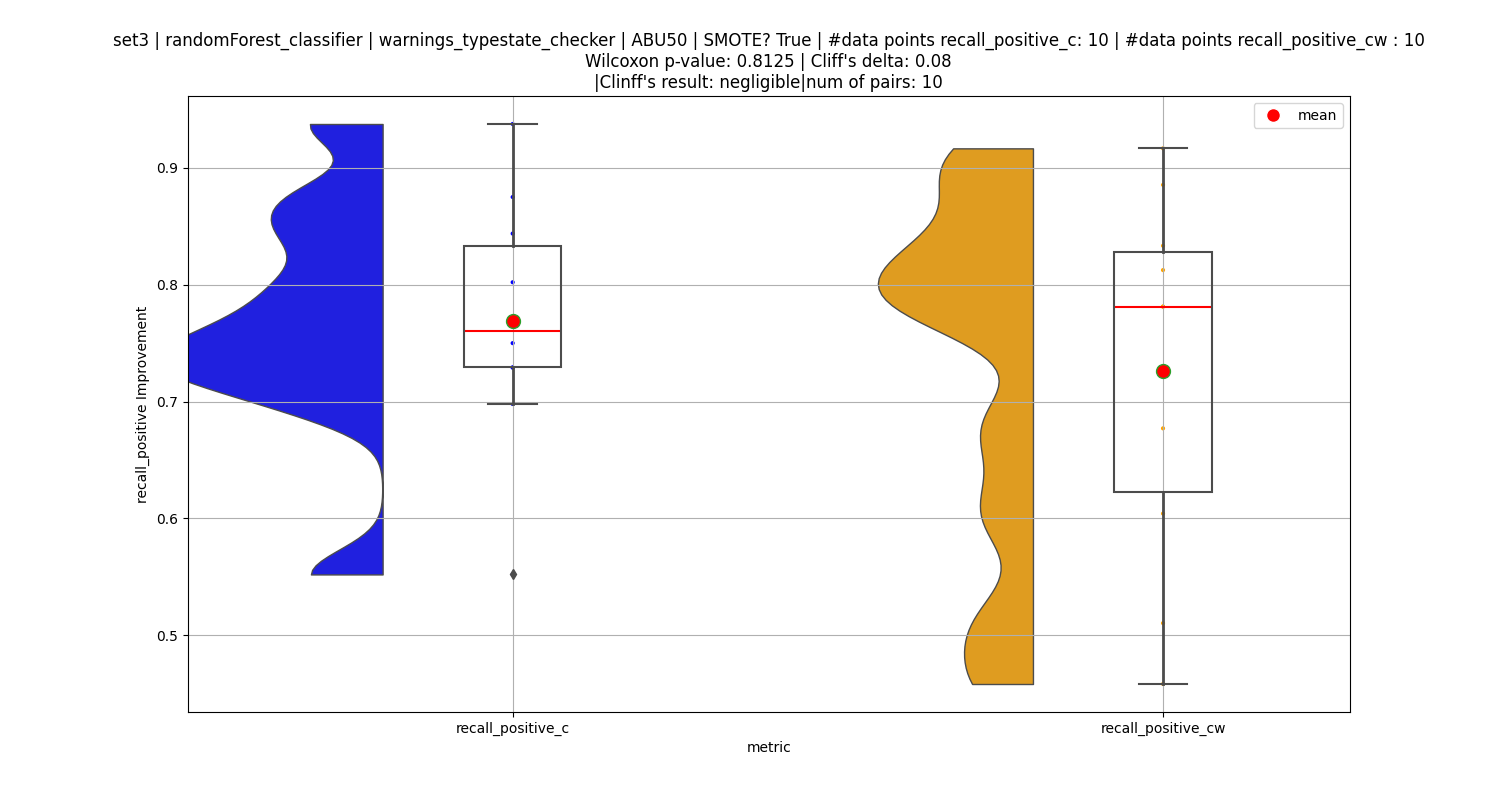 set3 | randomForest_classifier | warnings_typestate_checker | ABU50 | SMOTE? True | #data points recall_positive_c: 10 | #data points recall_positive_cw : 10
Wilcoxon p-value: 0.8125 | Cliff's delta: 0.08
|Clinff's result: negligible|num of pairs: 10
mean
0.9
0.8
0.7
0.6
0.5
recall_positive Improvement
recall_positive_c
recall_positive_cw
metric